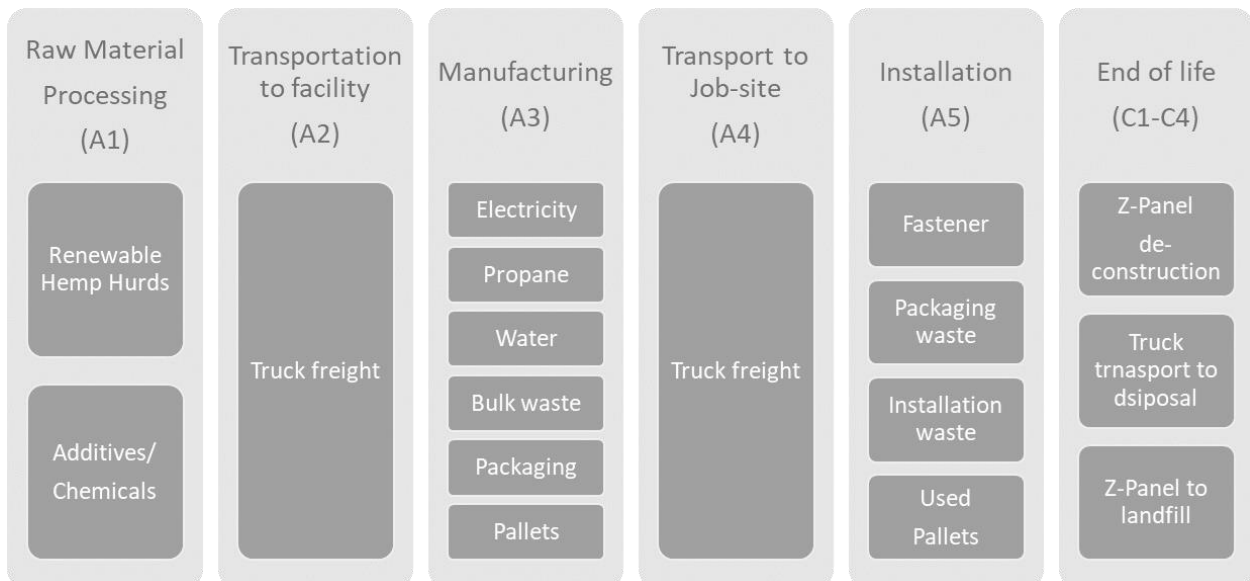 Raw Material
Processing
(A1)
Renewable
Hemp Hurds
Additives/
Chemicals
Transportation
to facility
(A2)
Truck freight
Manufacturing
(A3)
Electricity
Propane
Water
Bulk waste
Packaging
Pallets
Transport to
Job-site
(A4)
Truck freight
Installation
(A5)
Fastener
Packaging
waste
Installation
waste
Used
Pallets
End of life
(C1-C4)
Z-Panel
de-
construction
Truck
trnasport to
dsiposal
Z-Panel to
landfill